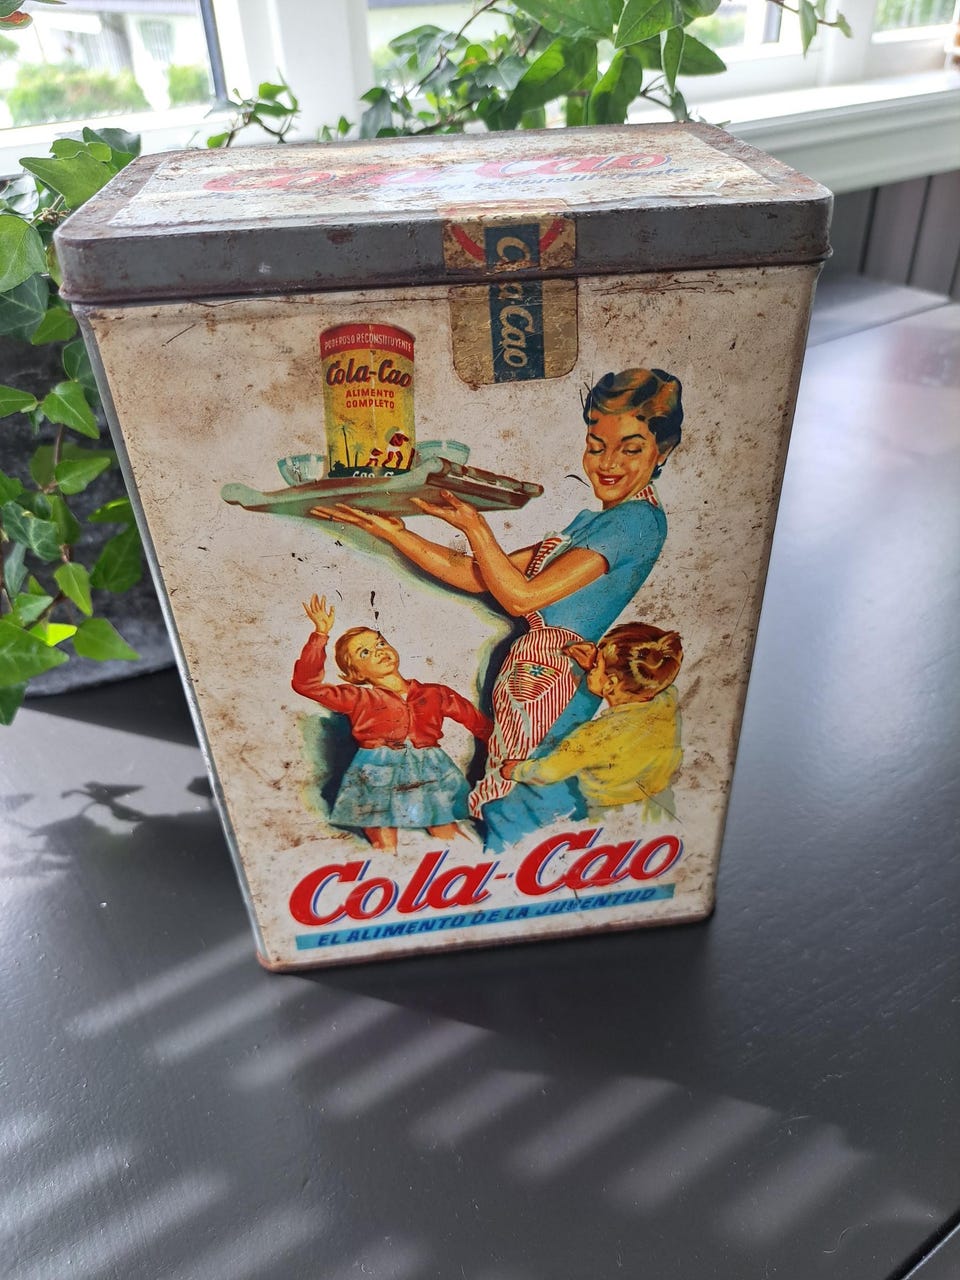 Cola-Cao
Cola-Cao
PODEROSO RECONSTITUYENTE
Cola-Cao
ALIMENTO
COMPLETO
Cola-Cao
EL ALIMENTO DE LA JUVENTUD